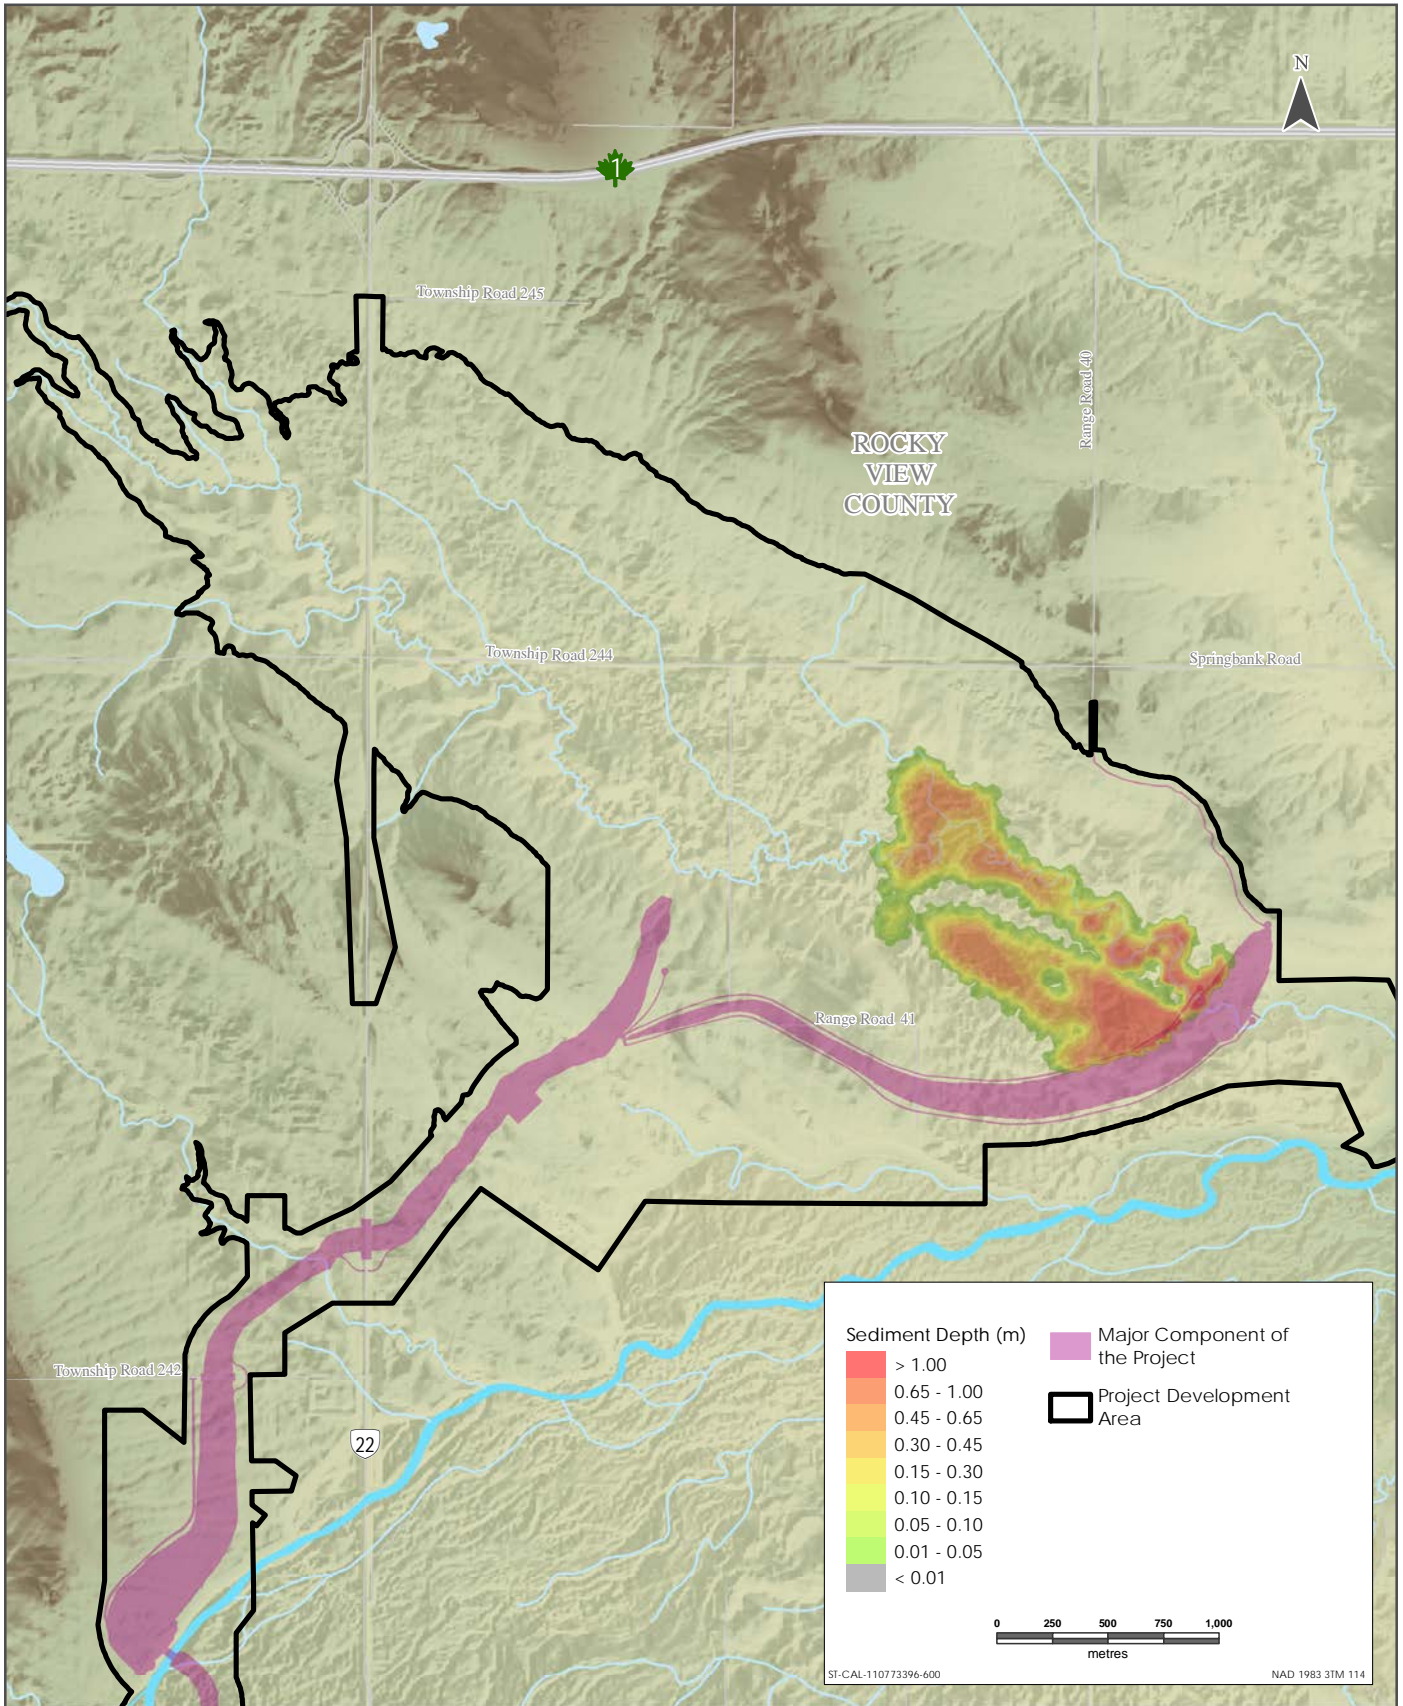 N
1
Township Road 245
Range Road 40
ROCKY
VIEW
COUNTY
Township Road 244
Springbank Road
Range Road 41
Township Road 242
22
Sediment Depth (m)
> 1.00
0.65 - 1.00
0.45 - 0.65
0.30 - 0.45
0.15 - 0.30
0.10 - 0.15
0.05 - 0.10
0.01 - 0.05
< 0.01
Major Component of
the Project
Project Development
Area
0 250 500 750 1,000
metres
ST-CAL-110773396-600
NAD 1983 3TM 114